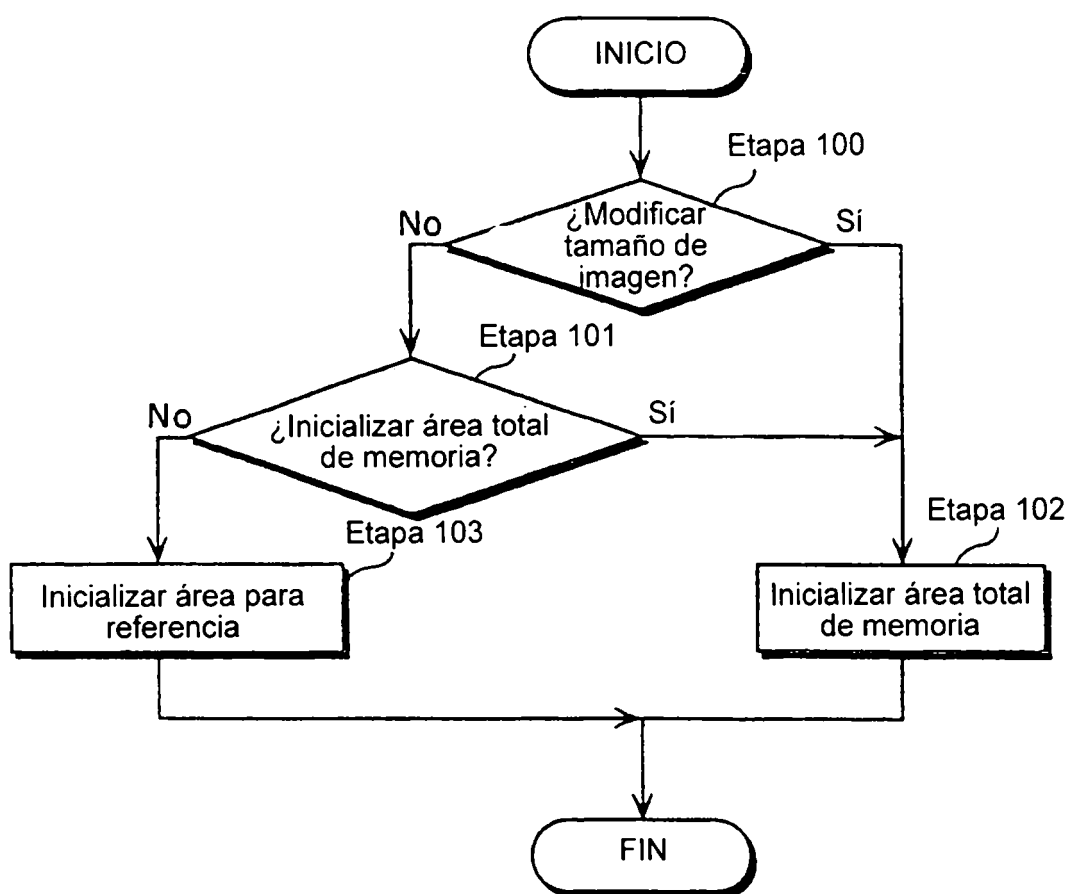 INICIO
Etapa 100
¿Modificar
tamaño de
imagen?
No
Sí
Etapa 101
¿Inicializar área total
de memoria?
No
Sí
Etapa 103
Inicializar área para
referencia
Etapa 102
Inicializar área total
de memoria
FIN